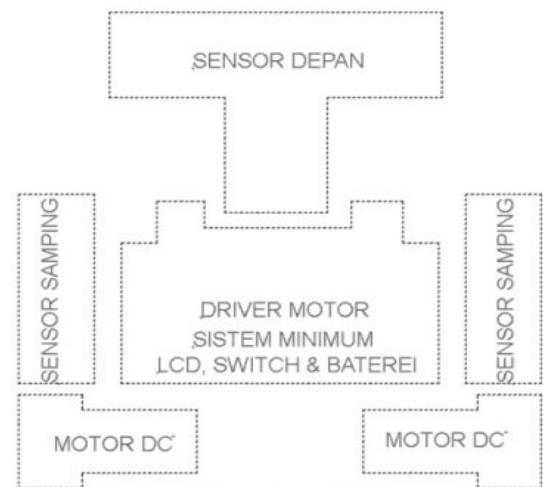 SENSOR DEPAN
SENSOR SAMPING
DRIVER MOTOR
SISTEM MINIMUM
LCD, SWITCH & BATEREI
SENSOR SAMPING
MOTOR DC
MOTOR DC